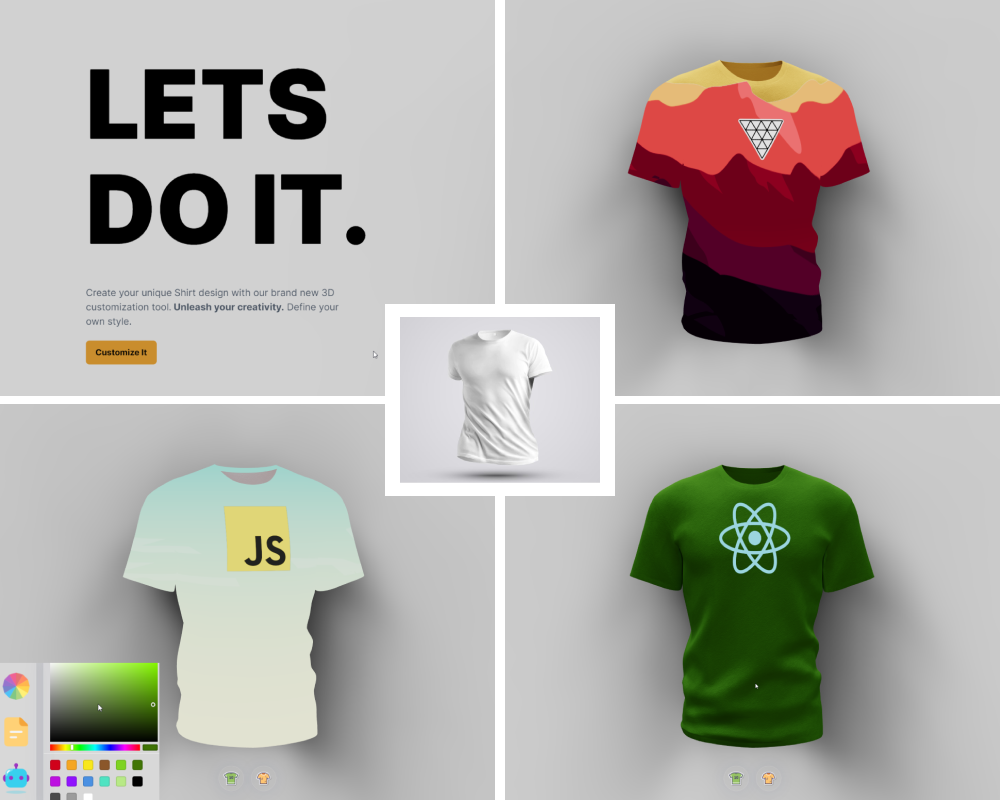 LETS
DO IT.
Create your unique Shirt design with our brand new 3D
customization tool. Unleash your creativity. Define your
own style.
Customize It
JS